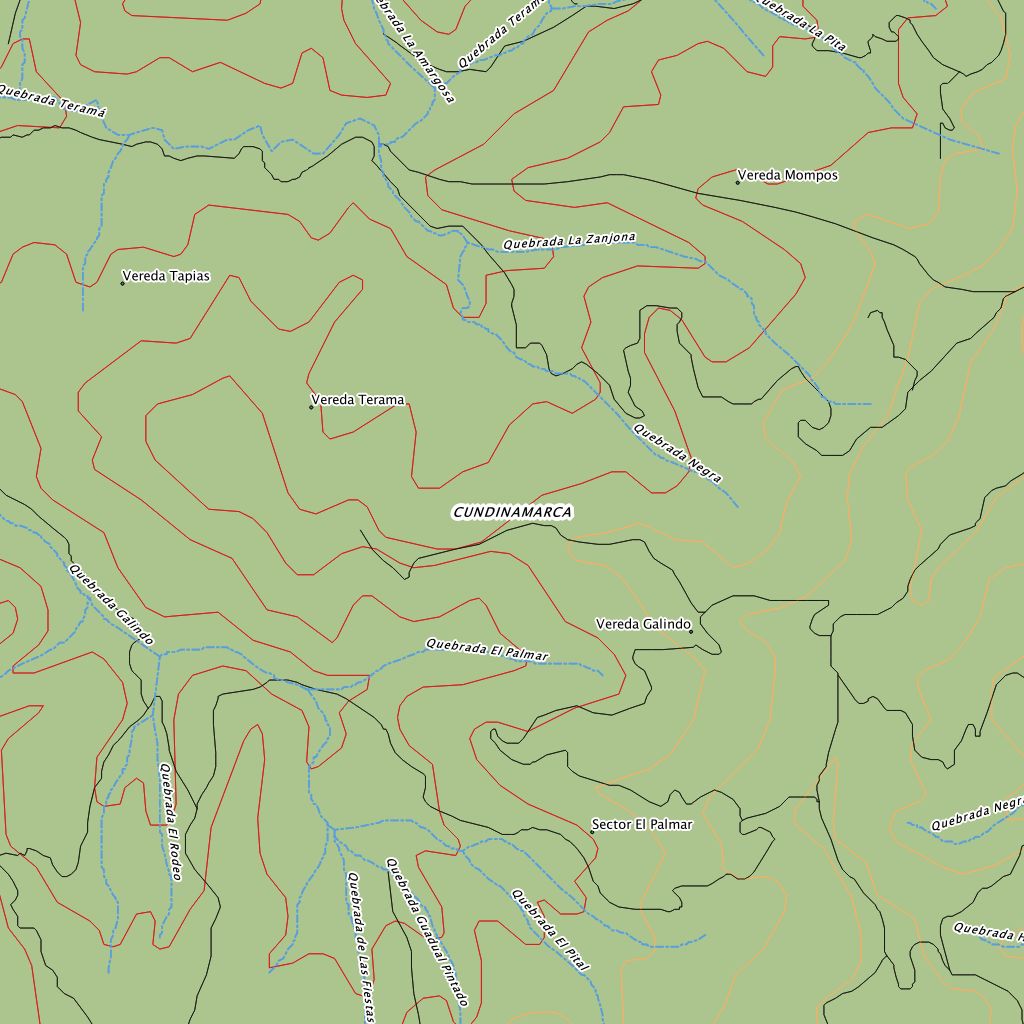 Quebrada La Amargosa
Quebrada Teramá
Quebrada La Pita
Quebrada Teramá
Vereda Mompos
Quebrada La Zanjona
Vereda Tapias
Vereda Terama
Quebrada Negra
CUNDINAMARCA
Quebrada Galindo
Vereda Galindo
Quebrada El Palmar
Quebrada El Rodeo
Sector El Palmar
Quebrada Negra
Quebrada de Las Fiestas
Quebrada Guadual Pintado
Quebrada El Pital
Quebrada